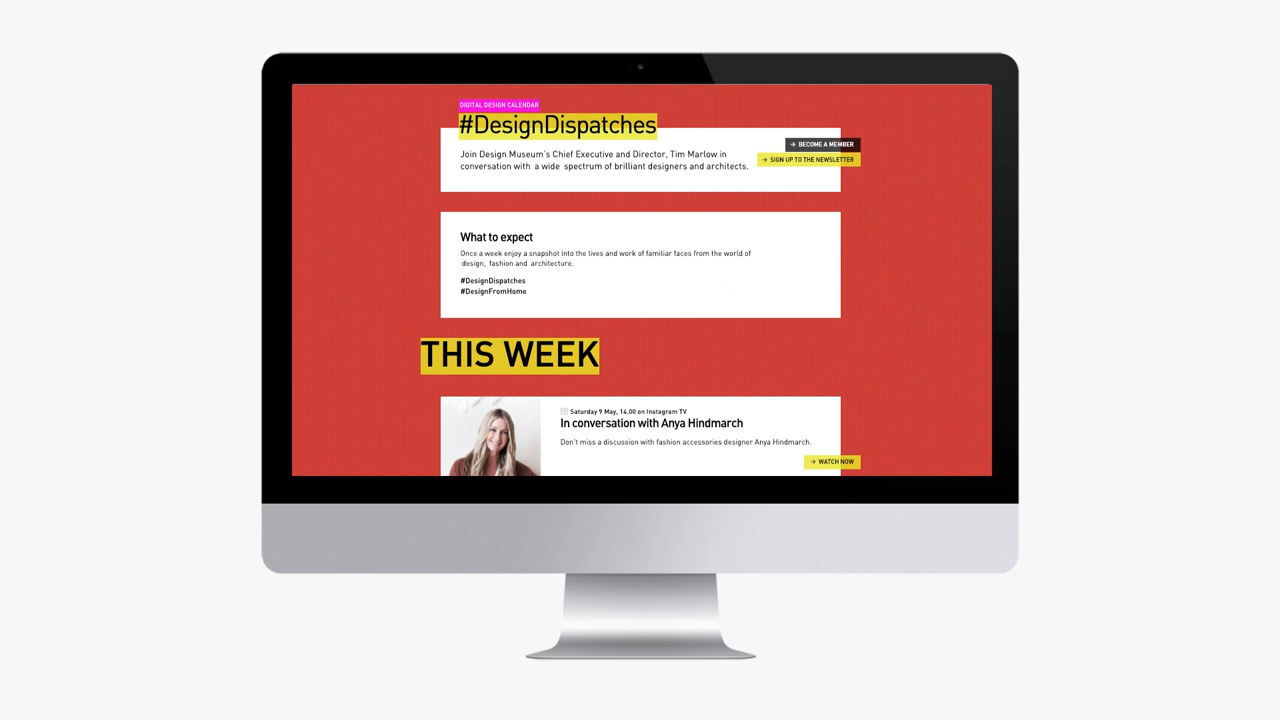 DIGITAL DESIGN CALENDAR
#DesignDispatches
Join Design Museum's Chief Executive and Director, Tim Marlow in
conversation with a wide spectrum of brilliant designers and architects.
→ BECOME A MEMBER
→ SIGN UP TO THE NEWSLETTER
What to expect
Once a week enjoy a snapshot into the lives and work of familiar faces from the world of
design, fashion and architecture.
#DesignDispatches
#DesignFromHome
THIS WEEK
Saturday 9 May, 14.00 on Instagram TV
In conversation with Anya Hindmarch
Don't miss a discussion with fashion accessories designer Anya Hindmarch.
→ WATCH NOW